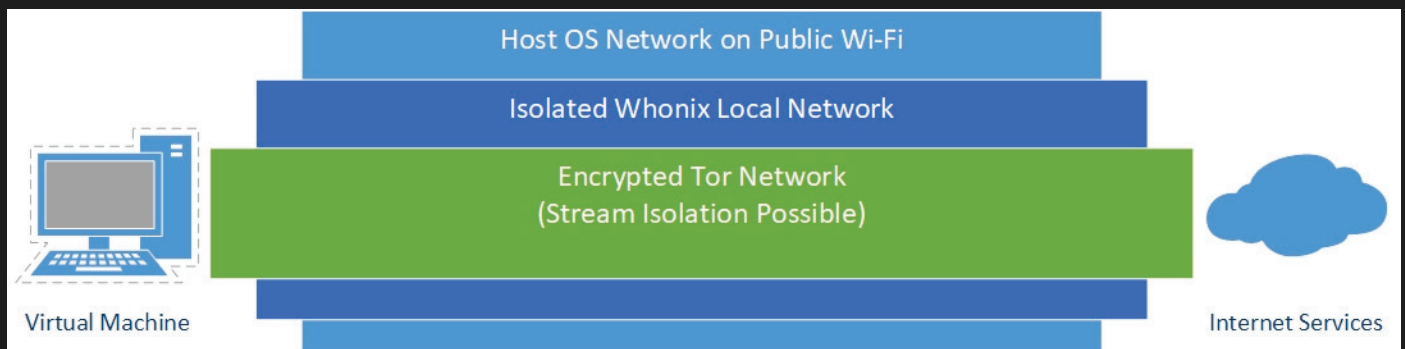 Host OS Network on Public Wi-Fi
Isolated Whonix Local Network
Encrypted Tor Network
(Stream Isolation Possible)
Virtual Machine
Internet Services